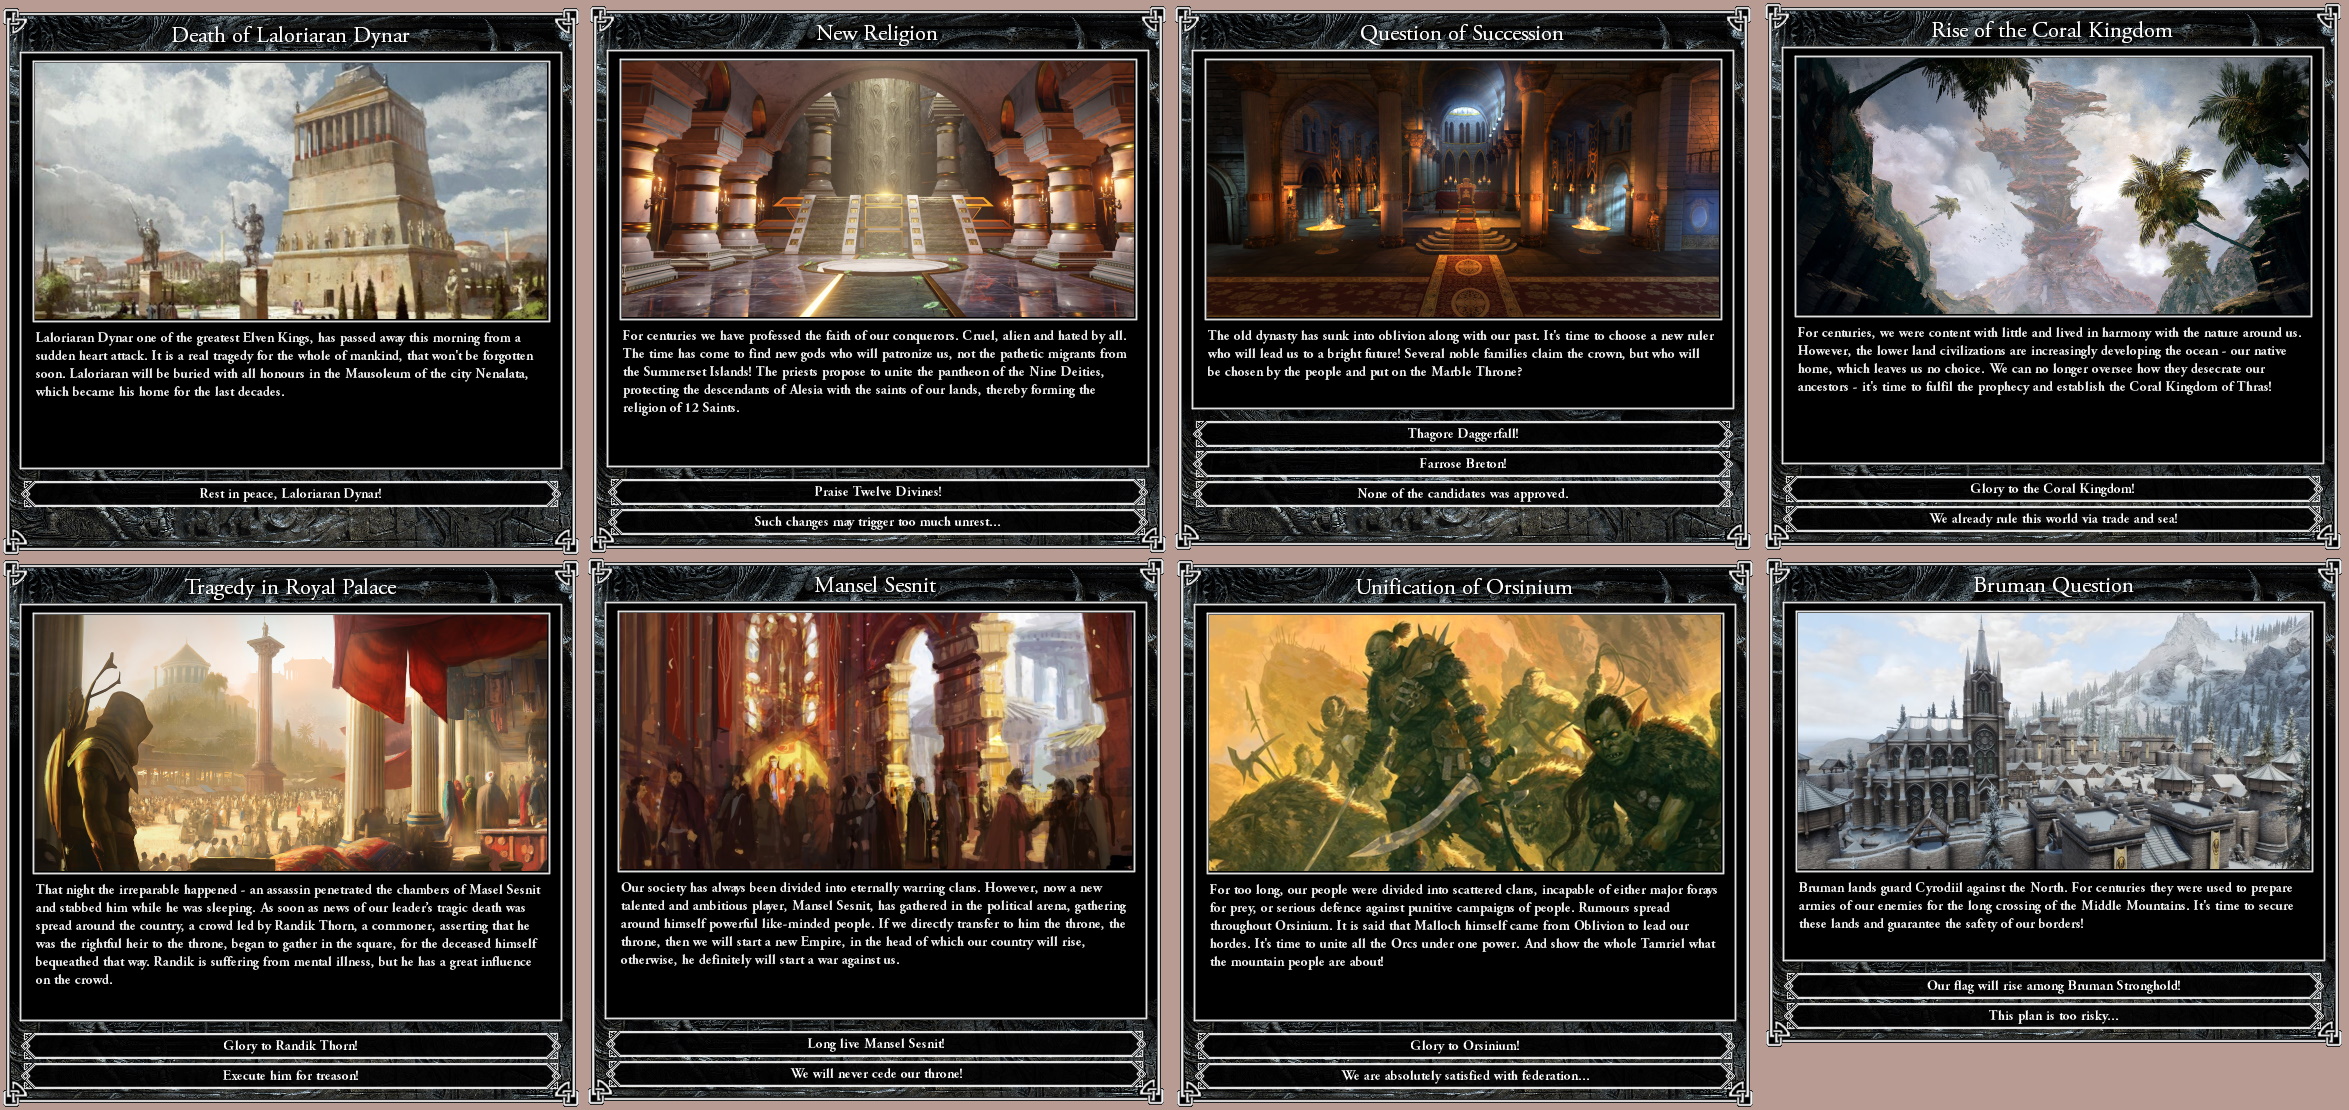 Death of Laloriaran Dynar
Laloriaran Dynar one of the greatest Elven Kings, has passed away this morning from a
sudden heart attack. It is a real tragedy for the whole of mankind, that won't be forgotten
soon. Laloriaran will be buried with all honours in the Mausoleum of the city Nenalata,
which became his home for the last decades.
Rest in peace, Laloriaran Dynar!
New Religion
For centuries we have professed the faith of our conquerors. Cruel, alien and hated by all.
The time has come to find new gods who will patronize us, not the pathetic migrants from
the Summerset Islands! The priests propose to unite the pantheon of the Nine Deities,
protecting the descendants of Alesia with the saints of our lands, thereby forming the
religion of 12 Saints.
Praise Twelve Divines!
Such changes may trigger too much unrest...
Question of Succession
The old dynasty has sunk into oblivion along with our past. It's time to choose a new ruler
who will lead us to a bright future! Several noble families claim the crown, but who will
be chosen by the people and put on the Marble Throne?
Thagore Daggerfall!
Farrose Breton!
None of the candidates was approved.
Rise of the Coral Kingdom
For centuries, we were content with little and lived in harmony with the nature around us.
However, the lower land civilizations are increasingly developing the ocean - our native
home, which leaves us no choice. We can no longer oversee how they desecrate our
ancestors - it's time to fulfil the prophecy and establish the Coral Kingdom of Thras!
Glory to the Coral Kingdom!
We already rule this world via trade and sea!
Tragedy in Royal Palace
That night the irreparable happened - an assassin penetrated the chambers of Masel Sesnit
and stabbed him while he was sleeping. As soon as news of our leader's tragic death was
spread around the country, a crowd led by Randik Thorn, a commoner, asserting that he
was the rightful heir to the throne, began to gather in the square, for the deceased himself
bequeathed that way. Randik is suffering from mental illness, but he has a great influence
on the crowd.
Glory to Randik Thorn!
Execute him for treason!
Mansel Sesnit
Our society has always been divided into eternally warring clans. However, now a new
talented and ambitious player, Mansel Sesnit, has gathered in the political arena, gathering
around himself powerful like-minded people. If we directly transfer to him the throne, the
throne, then we will start a new Empire, in the head of which our country will rise,
otherwise, he definitely will start a war against us.
Long live Mansel Sesnit!
We will never cede our throne!
Unification of Orsinium
For too long, our people were divided into scattered clans, incapable of either major forays
for prey, or serious defence against punitive campaigns of people. Rumours spread
throughout Orsinium. It is said that Malloch himself came from Oblivion to lead our
hordes. It's time to unite all the Orcs under one power. And show the whole Tamriel what
the mountain people are about!
Glory to Orsinium!
We are absolutely satisfied with federation...
Bruman Question
Bruman lands guard Cyrodiil against the North. For centuries they were used to prepare
armies of our enemies for the long crossing of the Middle Mountains. It's time to secure
these lands and guarantee the safety of our borders!
Our flag will rise among Bruman Stronghold!
This plan is too risky...